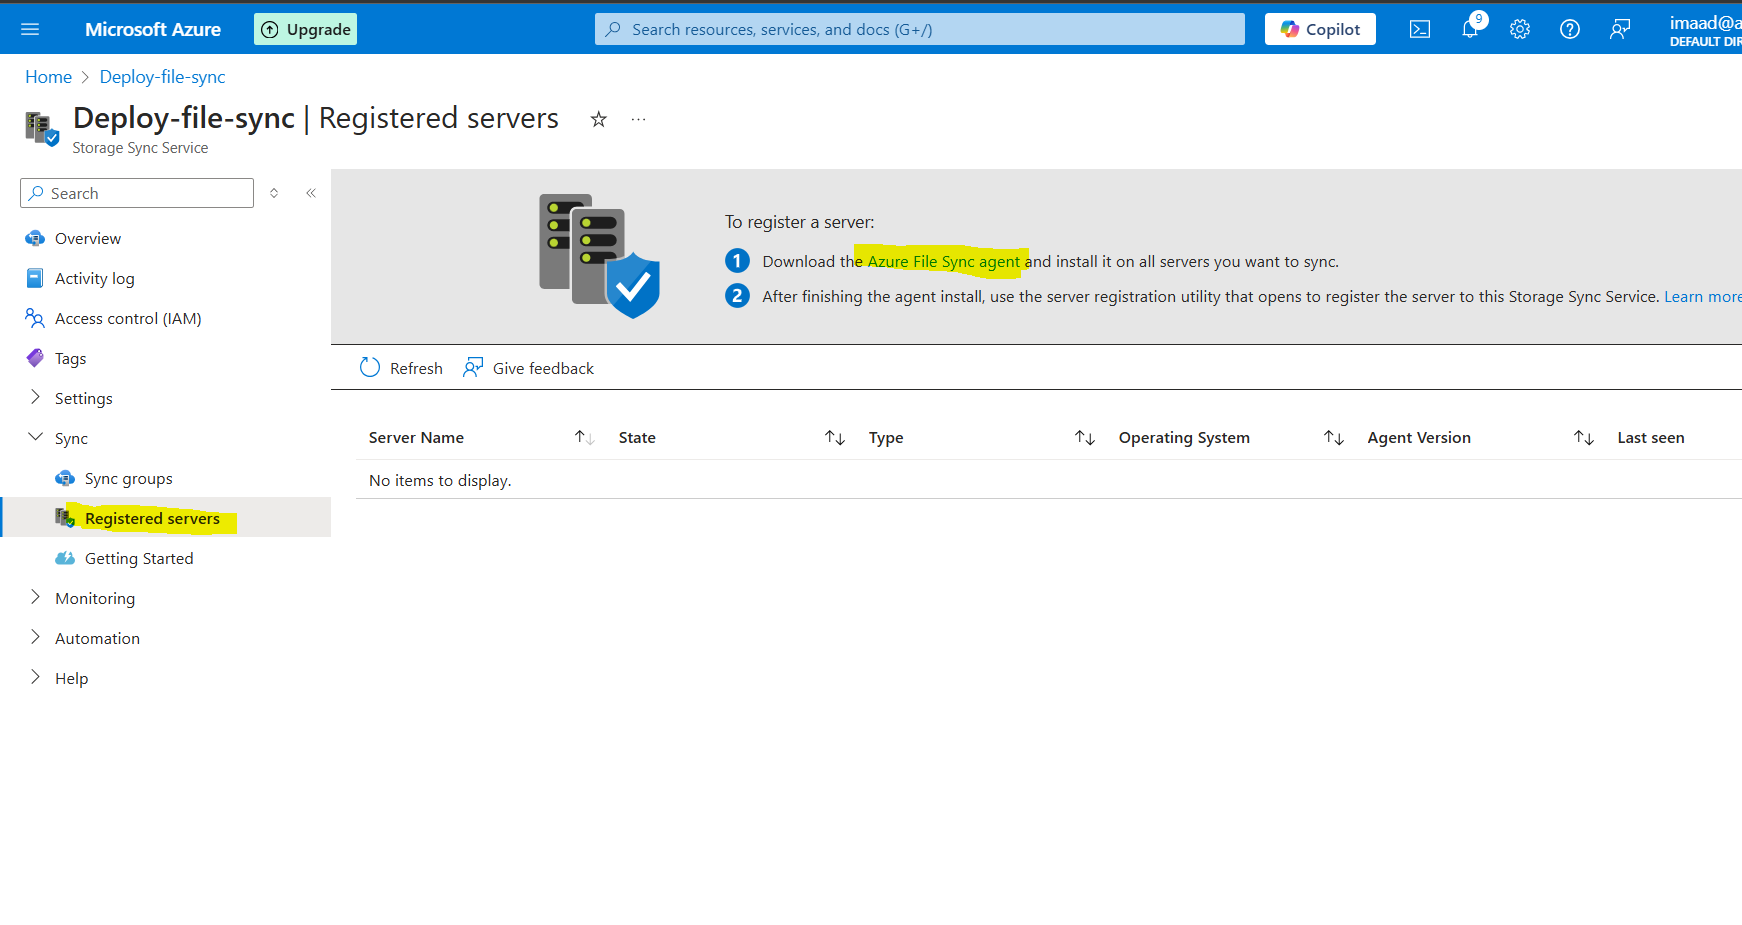 Microsoft Azure
Upgrade
Search resources, services, and docs (G+/)
Copilot
9
imaad@a
DEFAULT DIR
Home > Deploy-file-sync
Deploy-file-sync | Registered servers
Storage Sync Service
Search
Overview
Activity log
Access control (IAM)
Tags
Settings
Sync
Sync groups
Registered servers
Getting Started
Monitoring
Automation
Help
To register a server:
1 Download the Azure File Sync agent and install it on all servers you want to sync.
2 After finishing the agent install, use the server registration utility that opens to register the server to this Storage Sync Service. Learn more
Refresh
Give feedback
Server Name State Type Operating System Agent Version Last seen
No items to display.